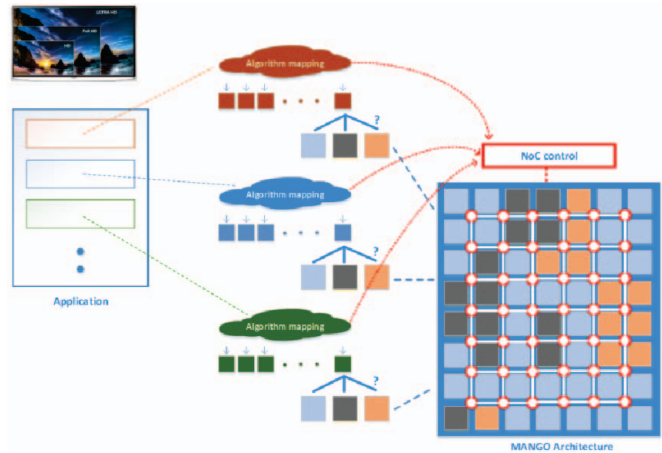 ULTRA HD
Full HD
HD
Algorithm mapping
?
NoC control
Algorithm mapping
?
Application
Algorithm mapping
?
MANGO Architecture